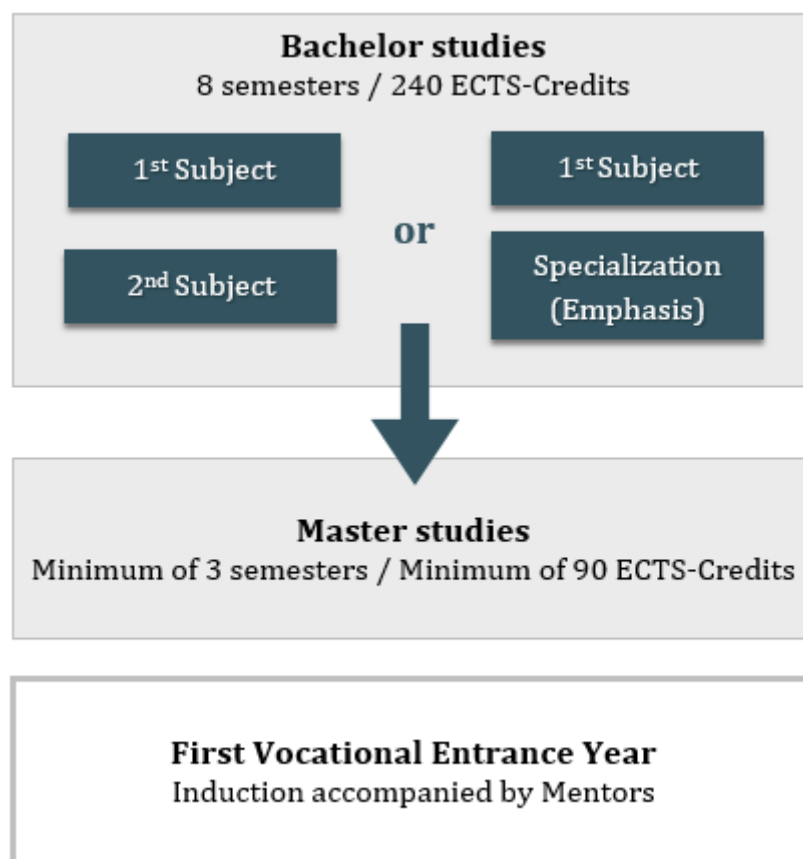 Bachelor studies
8 semesters / 240 ECTS-Credits
1st Subject
2nd Subject
or
1st Subject
Specialization
(Emphasis)
Master studies
Minimum of 3 semesters / Minimum of 90 ECTS-Credits
First Vocational Entrance Year
Induction accompanied by Mentors